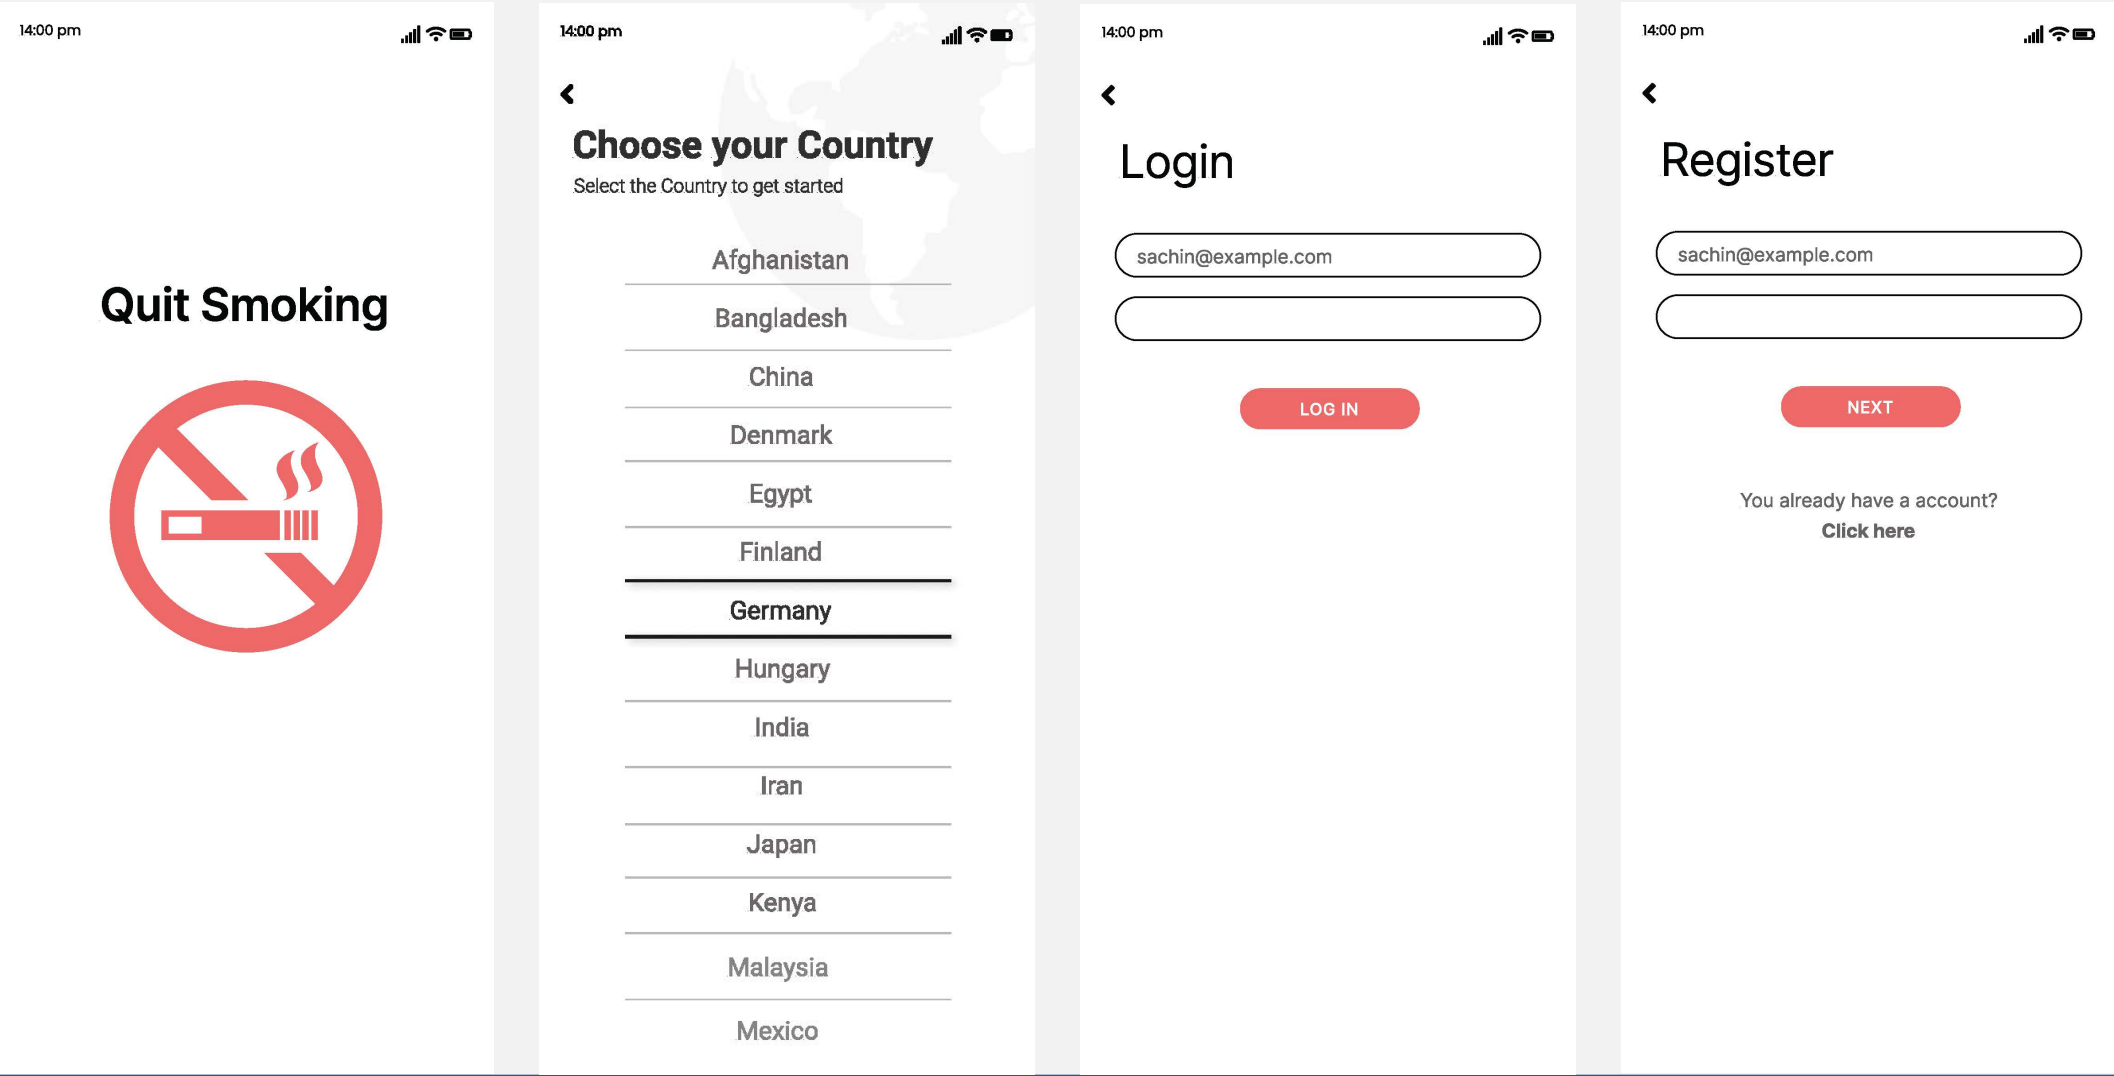 14:00 pm
Quit Smoking
14:00 pm
Choose your Country
Select the Country to get started
Afghanistan
Bangladesh
China
Denmark
Egypt
Finland
Germany
Hungary
India
Iran
Japan
Kenya
Malaysia
Mexico
14:00 pm
Login
sachin@example.com
LOG IN
14:00 pm
Register
sachin@example.com
NEXT
You already have a account?
Click here